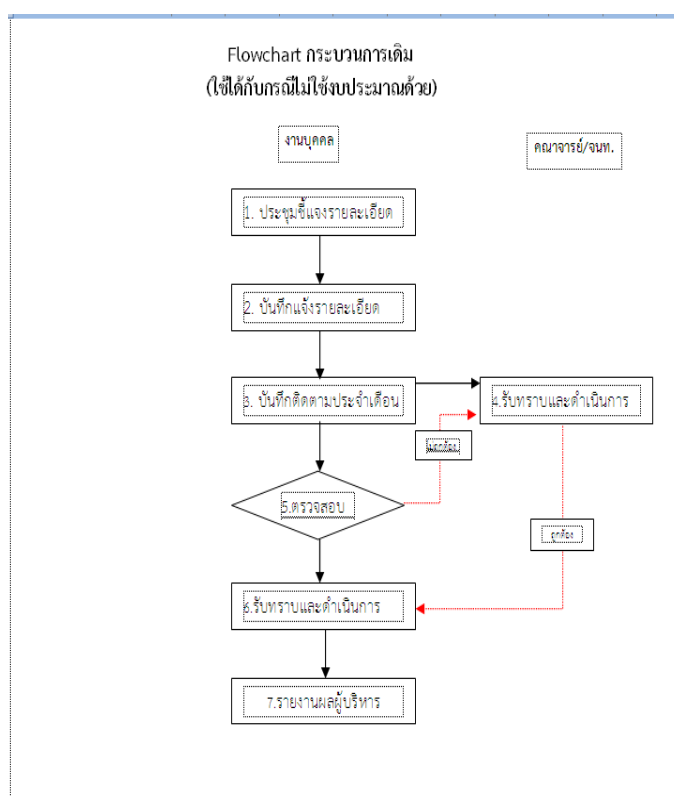 Flowchart กระบวนการเดิม
(ใช้ได้กับกรณีไม่ใช้งบประมาณด้วย)
งานบุคคล
คณาจารย์/จนท.
1. ประชุมชี้แจงรายละเอียด
2. บันทึกแจ้งรายละเอียด
3. บันทึกติดตามประจำเดือน
4.รับทราบและดำเนินการ
5.ตรวจสอบ
ถูกต้อง
6.รับทราบและดำเนินการ
7.รายงานผลผู้บริหาร